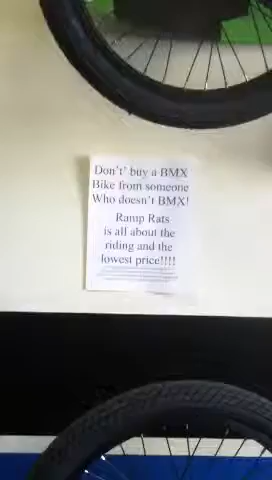 Don't' buy a BMX
Bike from someone
Who doesn't BMX!
Ramp Rats
is all about the
riding and the
lowest price!!!!